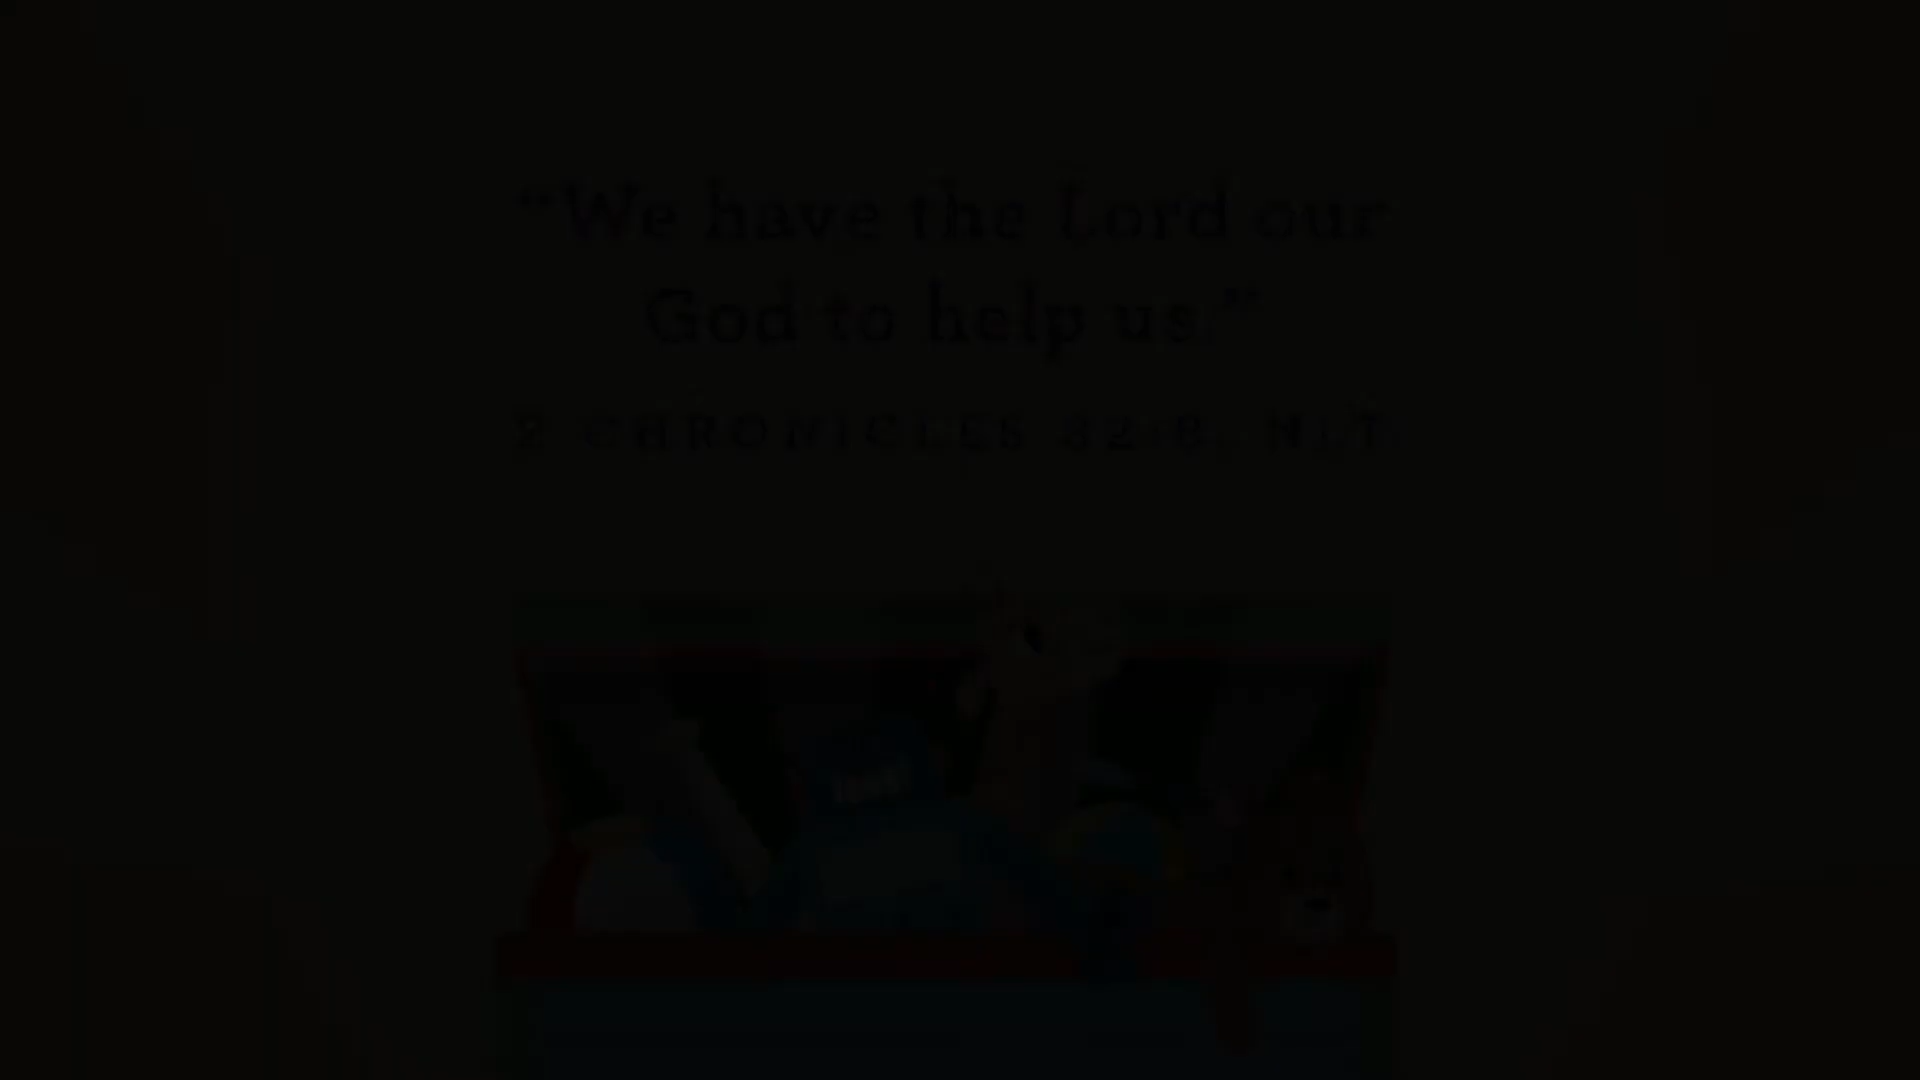 “We have the Lord our
God to help us.”
2 CHRONICLES 32:8, NLT